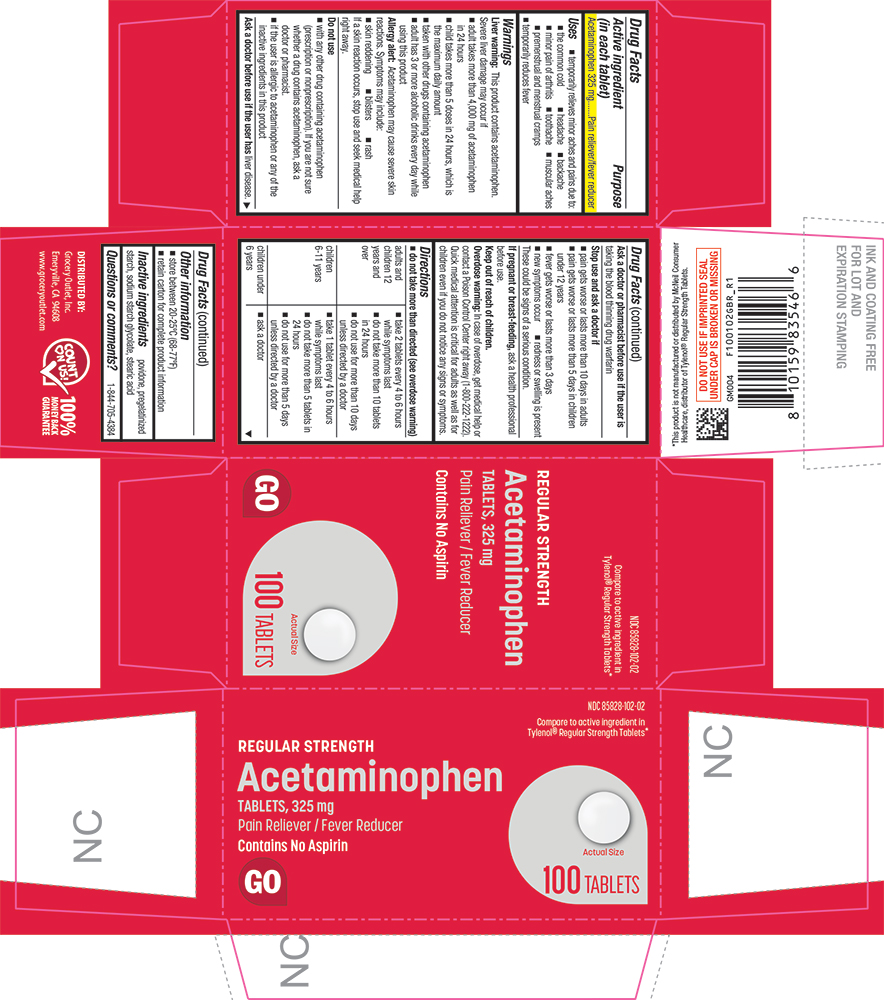 Drug Facts
Active ingredient Purpose
(in each tablet)
Acetaminophen 325 mg........Pain reliever/fever reducer
Uses ■ temporarily relieves minor aches and pains due to:
■ the common cold ■ headache ■ backache
■ minor pain of arthritis ■ toothache ■ muscular aches
■ premenstrual and menstrual cramps
■ temporarily reduces fever
Warnings
Liver warning: This product contains acetaminophen.
Severe liver damage may occur if
■ adult takes more than 4,000 mg of acetaminophen
in 24 hours
■ child takes more than 5 doses in 24 hours, which is
the maximum daily amount
■ taken with other drugs containing acetaminophen
■ adult has 3 or more alcoholic drinks every day while
using this product
Allergy alert: Acetaminophen may cause severe skin
reactions. Symptoms may include:
■ skin reddening ■ blisters ■ rash
If a skin reaction occurs, stop use and seek medical help
right away.
Do not use
■ with any other drug containing acetaminophen
(prescription or nonprescription). If you are not sure
whether a drug contains acetaminophen, ask a
doctor or pharmacist.
■ if the user is allergic to acetaminophen or any of the
inactive ingredients in this product
Ask a doctor before use if the user has liver disease. ▶
Drug Facts (continued)
Ask a doctor or pharmacist before use if the user is
taking the blood thinning drug warfarin
Stop use and ask a doctor if
■ pain gets worse or lasts more than 10 days in adults
■ pain gets worse or lasts more than 5 days in children
under 12 years
■ fever gets worse or lasts more than 3 days
■ new symptoms occur ■ redness or swelling is present
These could be signs of a serious condition.
If pregnant or breast-feeding, ask a health professional
before use.
Keep out of reach of children.
Overdose warning: In case of overdose, get medical help or
contact a Poison Control Center right away (1-800-222-1222).
Quick medical attention is critical for adults as well as for
children even if you do not notice any signs or symptoms.
Directions
■ do not take more than directed (see overdose warning)
adults and children 12 years and over
■ take 2 tablets every 4 to 6 hours
while symptoms last
■ do not take more than 10 tablets
in 24 hours
■ do not use for more than 10 days
unless directed by a doctor
children 6-11 years
■ take 1 tablet every 4 to 6 hours
while symptoms last
■ do not take more than 5 tablets in
24 hours
■ do not use for more than 5 days
unless directed by a doctor
children under 6 years
■ ask a doctor ▶
Drug Facts (continued)
Other information
■ store between 20-25°C (68-77°F)
■ retain carton for complete product information
Inactive ingredients povidone, pregelatinized
starch, sodium starch glycolate, stearic acid
Questions or comments? 1-844-705-4384
DISTRIBUTED BY:
Grocery Outlet, Inc.
Emeryville, CA 94608
www.groceryoutlet.com
COUNT
ON US!
100%
MONEY BACK
GUARANTEE
INK AND COATING FREE
FOR LOT AND
EXPIRATION STAMPING
8 10159 83546 6
GN9004 F1001021628R_R1
DO NOT USE IF IMPRINTED SEAL
UNDER CAP IS BROKEN OR MISSING
*This product is not manufactured or distributed by McNeil Consumer
Healthcare, distributor of Tylenol® Regular Strength Tablets.
NDC 85828-102-02
Compare to active ingredient in
Tylenol® Regular Strength Tablets*
REGULAR STRENGTH
Acetaminophen
TABLETS, 325 mg
Pain Reliever / Fever Reducer
Contains No Aspirin
GO
Actual Size
100 TABLETS
NDC 85828-102-02
Compare to active ingredient in
Tylenol® Regular Strength Tablets*
REGULAR STRENGTH
Acetaminophen
TABLETS, 325 mg
Pain Reliever / Fever Reducer
Contains No Aspirin
GO
Actual Size
100 TABLETS
NC
NC
NC